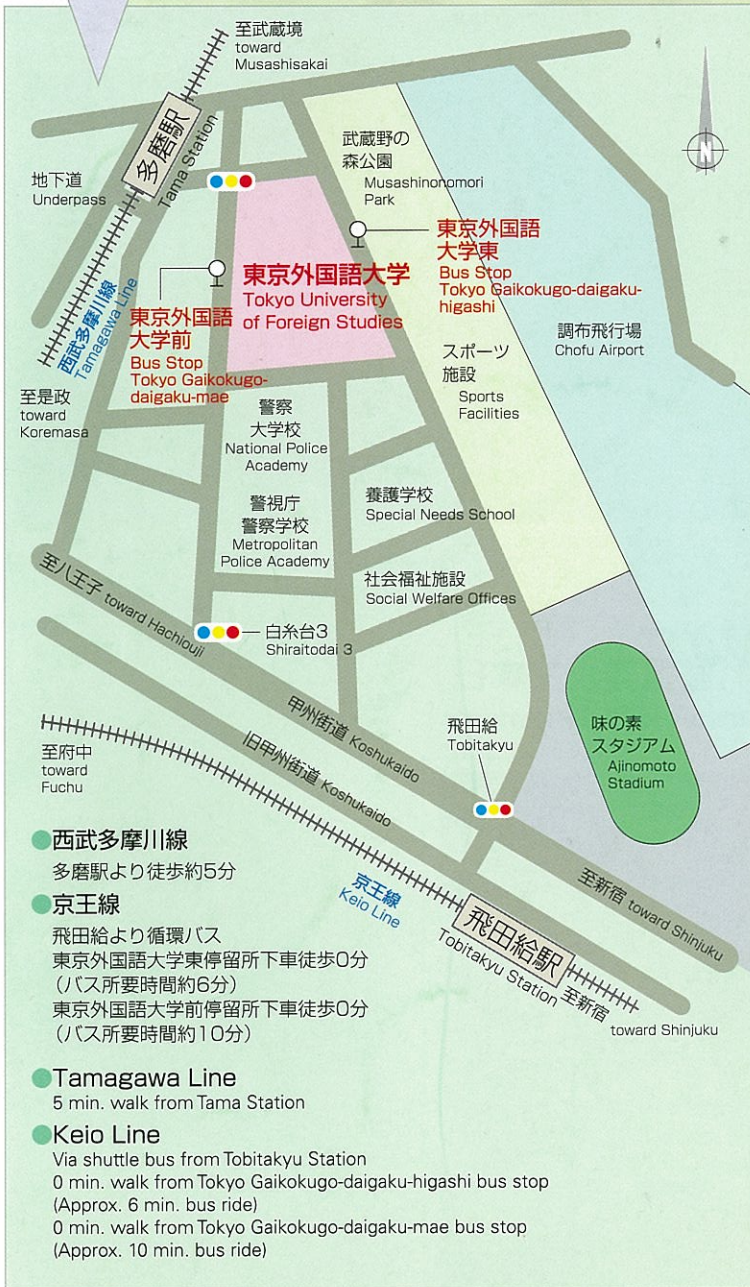 至武蔵境
toward
Musashisakai
多磨駅
Tama Station
地下道
Underpass
武蔵野の
森公園
Musashinonomori
Park
N
東京外国語
大学東
Bus Stop
Tokyo Gaikokugo-daigaku-
higashi
東京外国語大学
Tokyo University
of Foreign Studies
西武多摩川線
Tamagawa Line
東京外国語
大学前
Bus Stop
Tokyo Gaikokugo-
daigaku-mae
調布飛行場
Chofu Airport
スポーツ
施設
Sports
Facilities
至是政
toward
Koremasa
警察
大学校
National Police
Academy
養護学校
Special Needs School
警視庁
警察学校
Metropolitan
Police Academy
社会福祉施設
Social Welfare Offices
至八王子 toward Hachiouji
白糸台3
Shiraitodai 3
甲州街道 Koshukaido
旧甲州街道 Koshukaido
飛田給
Tobitakyu
味の素
スタジアム
Ajinomoto
Stadium
至府中
toward
Fuchu
至新宿 toward Shinjuku
京王線
Keio Line
飛田給駅
Tobitakyu Station
至新宿
toward Shinjuku
西武多摩川線
多磨駅より徒歩約5分
京王線
飛田給より循環バス
東京外国語大学東停留所下車徒歩0分
（バス所要時間約6分）
東京外国語大学前停留所下車徒歩0分
（バス所要時間約10分）
Tamagawa Line
5 min. walk from Tama Station
Keio Line
Via shuttle bus from Tobitakyu Station
0 min. walk from Tokyo Gaikokugo-daigaku-higashi bus stop
(Approx. 6 min. bus ride)
0 min. walk from Tokyo Gaikokugo-daigaku-mae bus stop
(Approx. 10 min. bus ride)